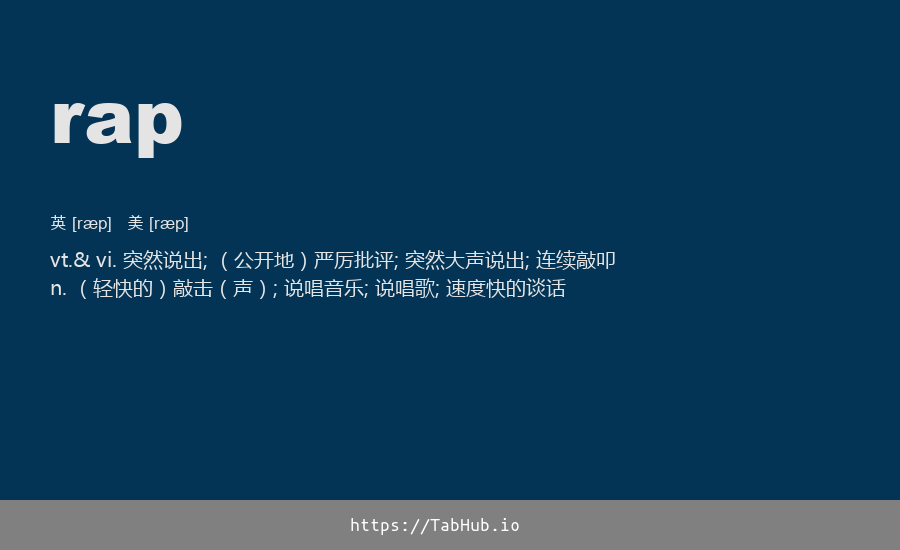 rap
英 [ræp] 美 [ræp]
vt.& vi. 突然说出; （公开地）严厉批评; 突然大声说出; 连续敲叩
n. （轻快的）敲击（声）; 说唱音乐; 说唱歌; 速度快的谈话
https://TabHub.io